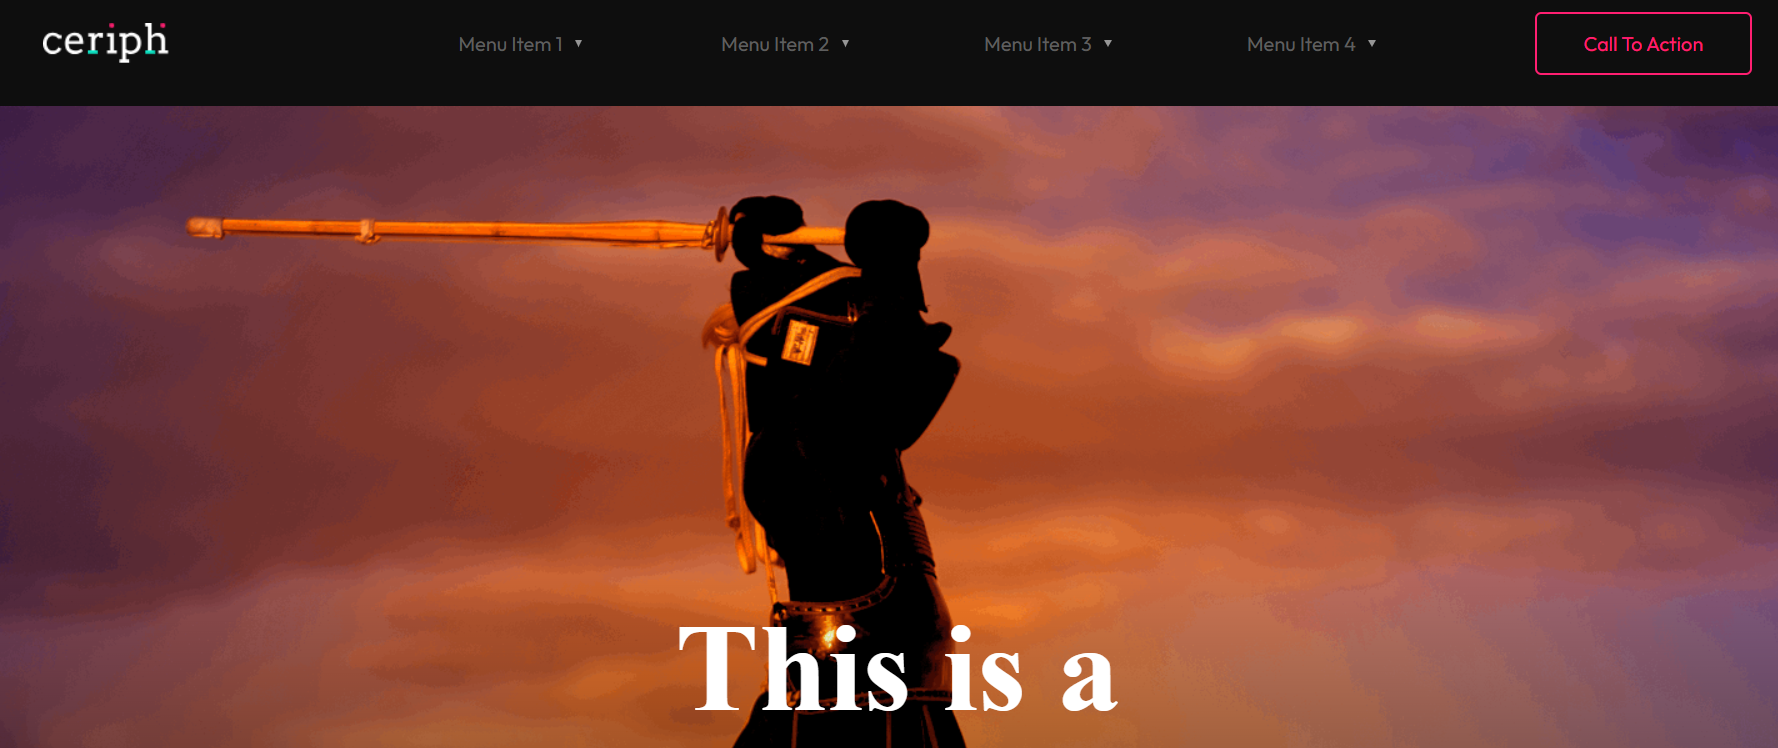 ceriph
Menu Item 1
Menu Item 2
Menu Item 3
Menu Item 4
Call To Action
This is a